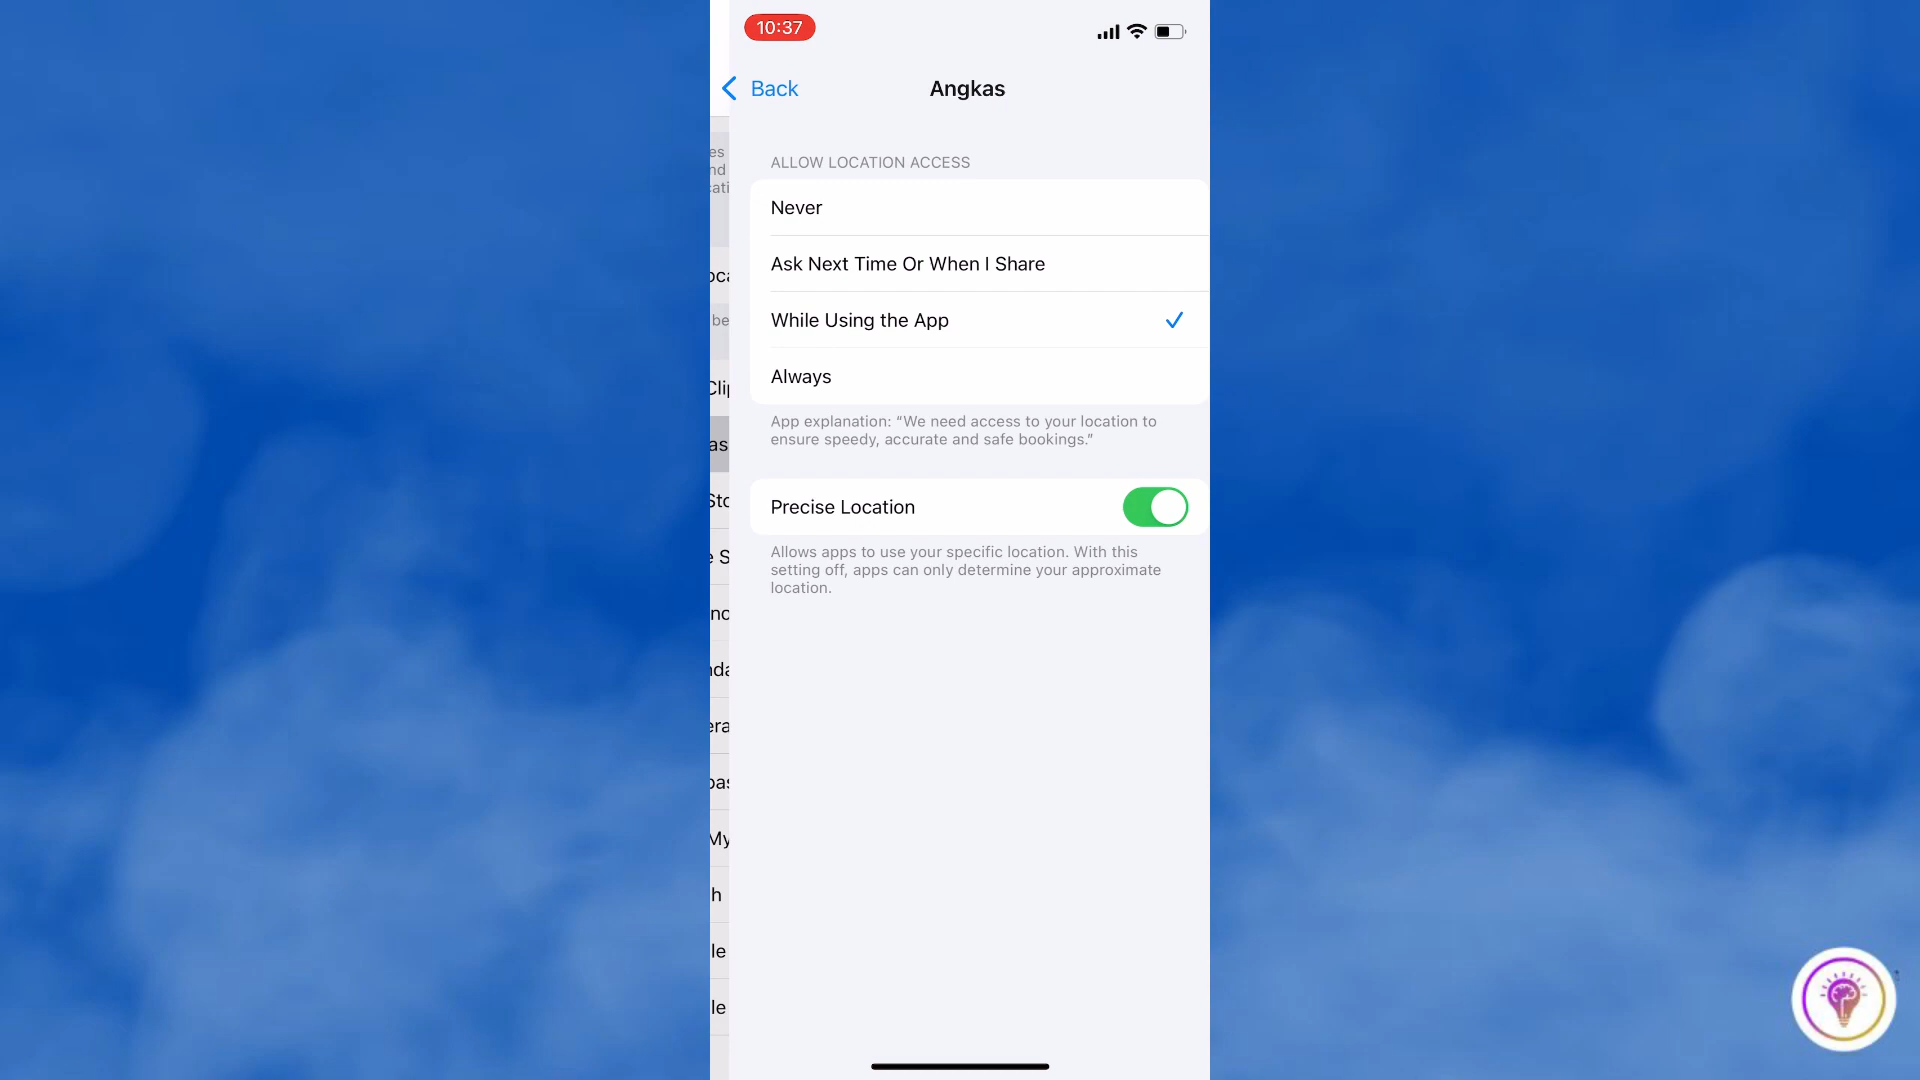 10:37
Back
Angkas
ALLOW LOCATION ACCESS
Never
Ask Next Time Or When I Share
While Using the App
Always
App explanation: “We need access to your location to
ensure speedy, accurate and safe bookings.”
Precise Location
Allows apps to use your specific location. With this
setting off, apps can only determine your approximate
location.